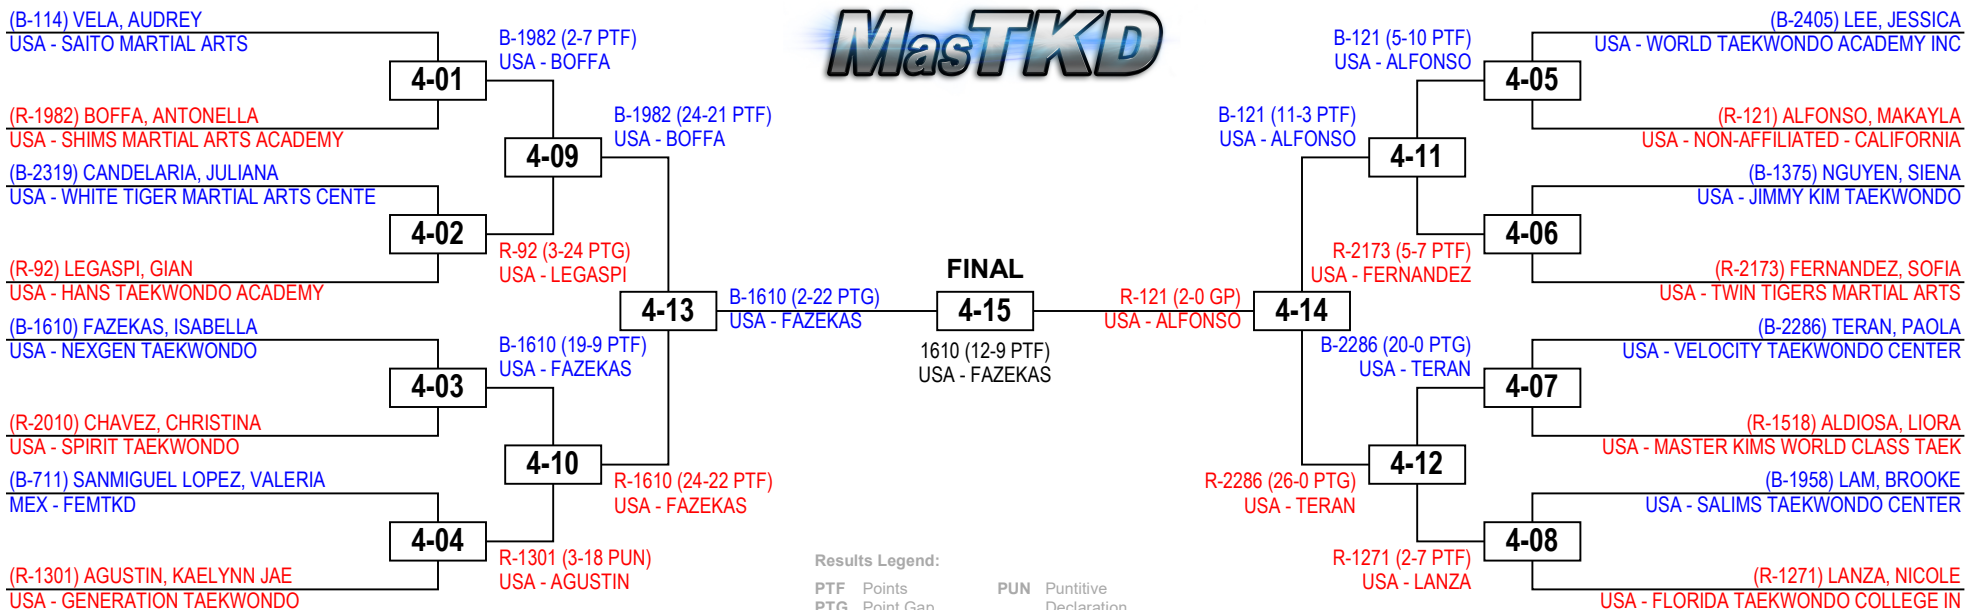 MasTKD
(B-114) VELA, AUDREY
USA - SAITO MARTIAL ARTS
4-01
(R-1982) BOFFA, ANTONELLA
USA - SHIMS MARTIAL ARTS ACADEMY
(B-2319) CANDELARIA, JULIANA
USA - WHITE TIGER MARTIAL ARTS CENTE
4-02
(R-92) LEGASPI, GIAN
USA - HANS TAEKWONDO ACADEMY
(B-1610) FAZEKAS, ISABELLA
USA - NEXGEN TAEKWONDO
4-03
(R-2010) CHAVEZ, CHRISTINA
USA - SPIRIT TAEKWONDO
(B-711) SANMIGUEL LOPEZ, VALERIA
MEX - FEMTKD
4-04
(R-1301) AGUSTIN, KAELYNN JAE
USA - GENERATION TAEKWONDO
B-1982 (2-7 PTF)
USA - BOFFA
4-09
R-92 (3-24 PTG)
USA - LEGASPI
B-1610 (19-9 PTF)
USA - FAZEKAS
4-10
R-1301 (3-18 PUN)
USA - AGUSTIN
B-1982 (24-21 PTF)
USA - BOFFA
4-13
R-1610 (24-22 PTF)
USA - FAZEKAS
B-1610 (2-22 PTG)
USA - FAZEKAS
FINAL
4-15
1610 (12-9 PTF)
USA - FAZEKAS
R-121 (2-0 GP)
USA - ALFONSO
B-121 (11-3 PTF)
USA - ALFONSO
4-14
R-2286 (26-0 PTG)
USA - TERAN
B-121 (5-10 PTF)
USA - ALFONSO
4-11
R-2173 (5-7 PTF)
USA - FERNANDEZ
B-2286 (20-0 PTG)
USA - TERAN
4-12
R-1271 (2-7 PTF)
USA - LANZA
(B-2405) LEE, JESSICA
USA - WORLD TAEKWONDO ACADEMY INC
4-05
(R-121) ALFONSO, MAKAYLA
USA - NON-AFFILIATED - CALIFORNIA
(B-1375) NGUYEN, SIENA
USA - JIMMY KIM TAEKWONDO
4-06
(R-2173) FERNANDEZ, SOFIA
USA - TWIN TIGERS MARTIAL ARTS
(B-2286) TERAN, PAOLA
USA - VELOCITY TAEKWONDO CENTER
4-07
(R-1518) ALDIOSA, LIORA
USA - MASTER KIMS WORLD CLASS TAEK
(B-1958) LAM, BROOKE
USA - SALIMS TAEKWONDO CENTER
4-08
(R-1271) LANZA, NICOLE
USA - FLORIDA TAEKWONDO COLLEGE IN
Results Legend:
PTF Points PUN Puntitive
PTG Point Gap Declaration